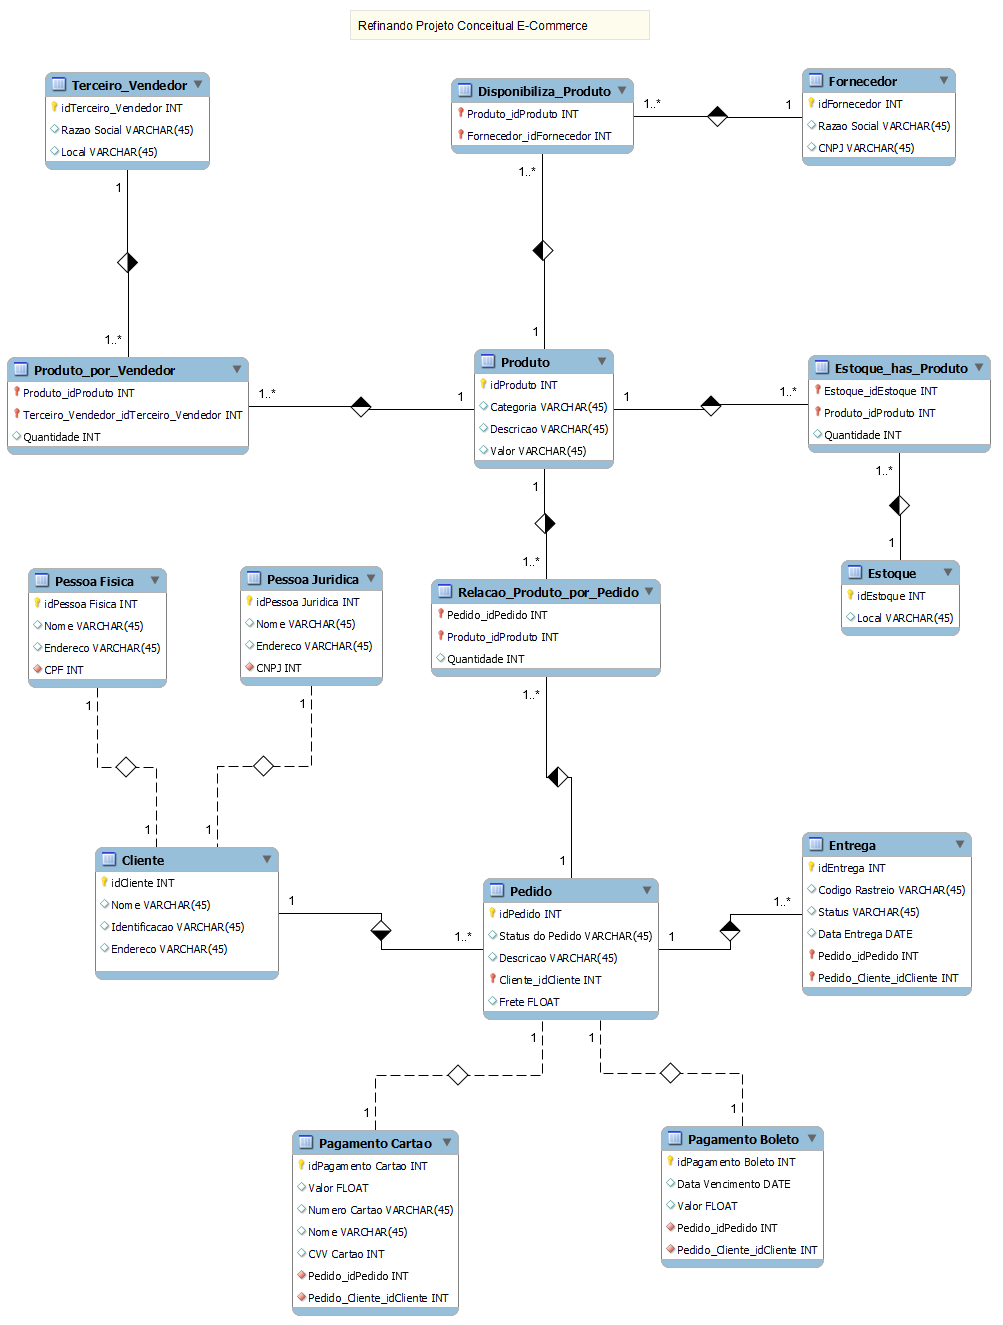 Refinando Projeto Conceitual E-Commerce
Terceiro_Vendedor
idTerceiro_Vendedor INT
Razao Social VARCHAR(45)
Local VARCHAR(45)
1
1..*
Disponibiliza_Produto
Produto_idProduto INT
Fornecedor_idFornecedor INT
1..*
1
Fornecedor
idFornecedor INT
Razao Social VARCHAR(45)
CNPJ VARCHAR(45)
1..*
1
Produto_por_Vendedor
Produto_idProduto INT
Terceiro_Vendedor_idTerceiro_Vendedor INT
Quantidade INT
1..*
1
Produto
idProduto INT
Categoria VARCHAR(45)
Descricao VARCHAR(45)
Valor VARCHAR(45)
1
1..*
Estoque_has_Produto
Estoque_idEstoque INT
Produto_idProduto INT
Quantidade INT
1..*
1
Estoque
idEstoque INT
Local VARCHAR(45)
1
1..*
Relacao_Produto_por_Pedido
Pedido_idPedido INT
Produto_idProduto INT
Quantidade INT
1..*
1
Pessoa Fisica
idPessoa Fisica INT
Nome VARCHAR(45)
Endereco VARCHAR(45)
CPF INT
1
1
Pessoa Juridica
idPessoa Juridica INT
Nome VARCHAR(45)
Endereco VARCHAR(45)
CNPJ INT
1
1
Cliente
idCliente INT
Nome VARCHAR(45)
Identificacao VARCHAR(45)
Endereco VARCHAR(45)
1
1..*
Pedido
idPedido INT
Status do Pedido VARCHAR(45)
Descricao VARCHAR(45)
Cliente_idCliente INT
Frete FLOAT
1
1..*
Entrega
idEntrega INT
Codigo Rastreio VARCHAR(45)
Status VARCHAR(45)
Data Entrega DATE
Pedido_idPedido INT
Pedido_Cliente_idCliente INT
1
1
Pagamento Cartao
idPagamento Cartao INT
Valor FLOAT
Numero Cartao VARCHAR(45)
Nome VARCHAR(45)
CVV Cartao INT
Pedido_idPedido INT
Pedido_Cliente_idCliente INT
1
1
Pagamento Boleto
idPagamento Boleto INT
Data Vencimento DATE
Valor FLOAT
Pedido_idPedido INT
Pedido_Cliente_idCliente INT